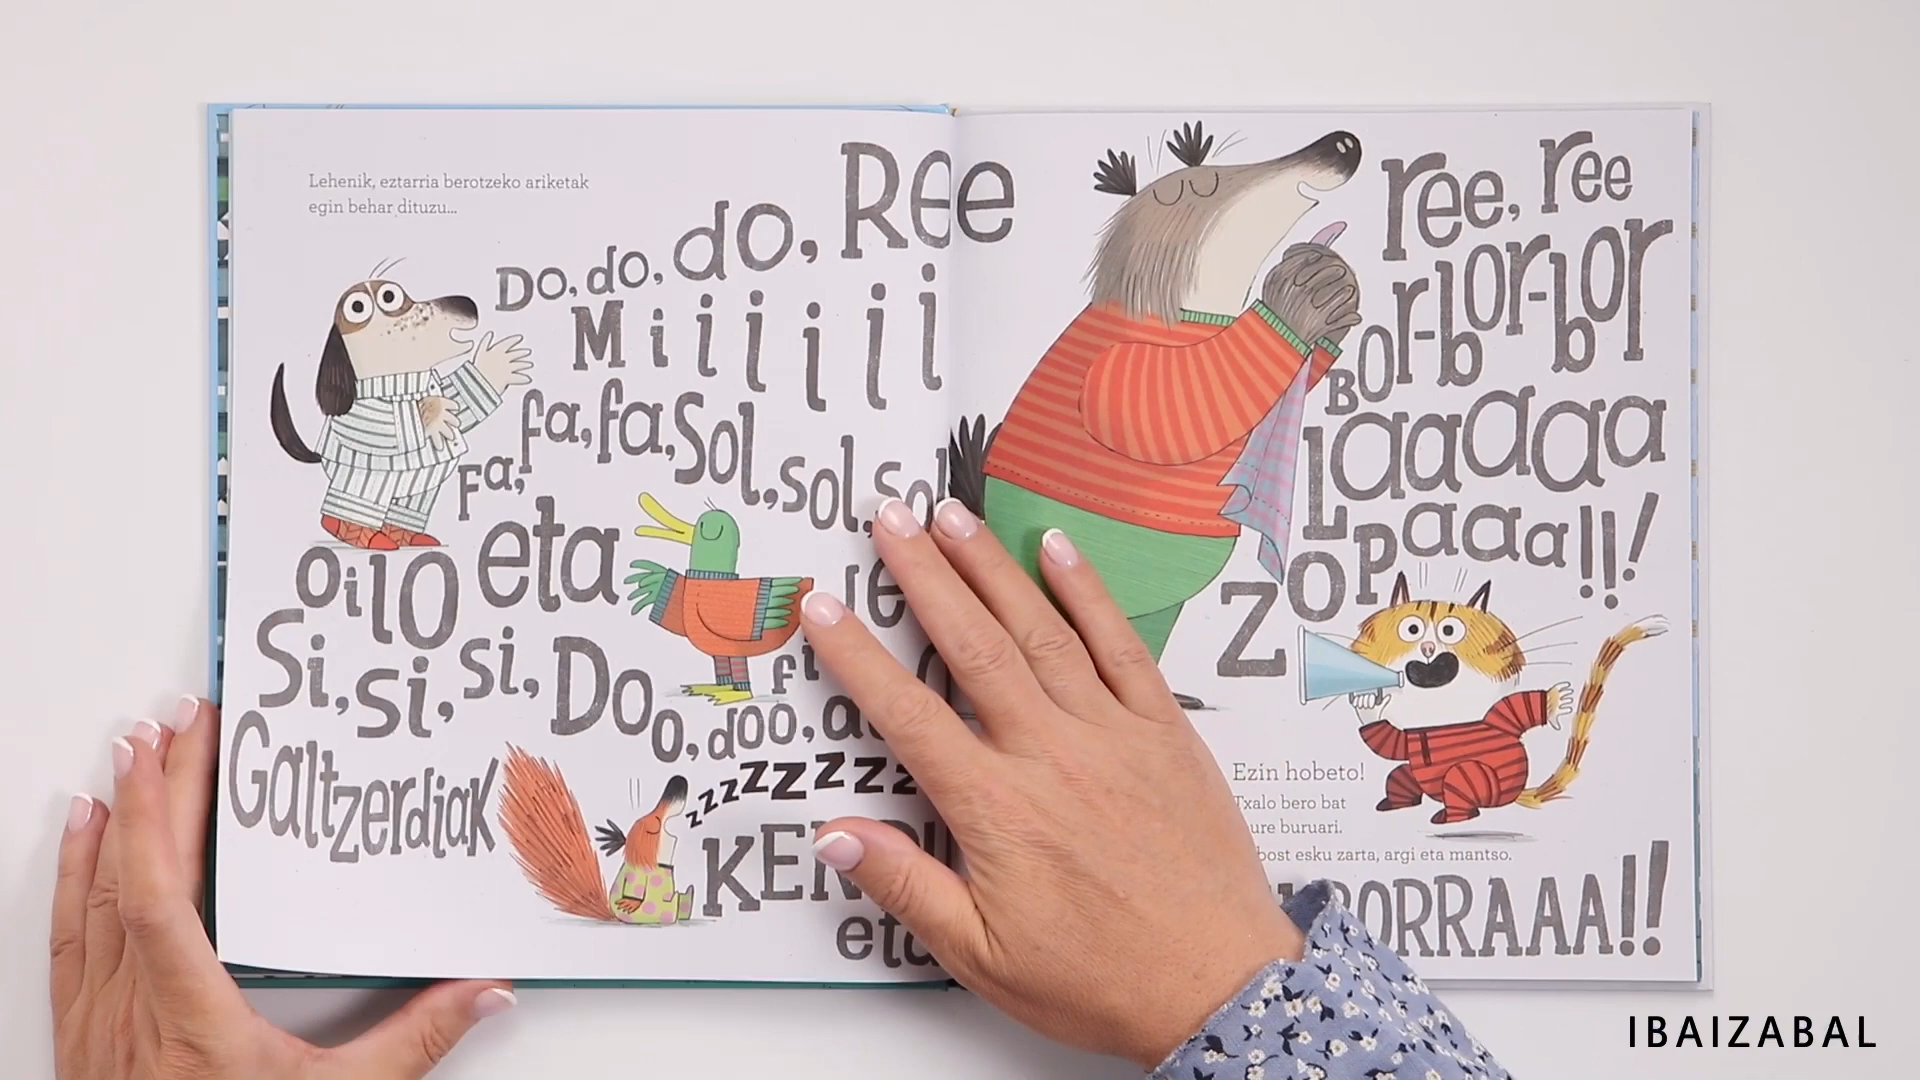 Lehenik, eztarria berotzeko ariketak
egin behar dituzu...
Do, do, do, Ree
Miiiiii
Fa, fa, fa, Sol, sol, sol
Oilo eta
Si, si, si, Doo, doo,
Galtzerdiak
zzzzzzzz
ree, ree
Bor-bor-bor
Laaaaa
Zopaaaa!!!
Ezin hobeto!
Txalo bero bat
buruari.
bost esku zarta, argi eta mantso.
IBAIZABAL